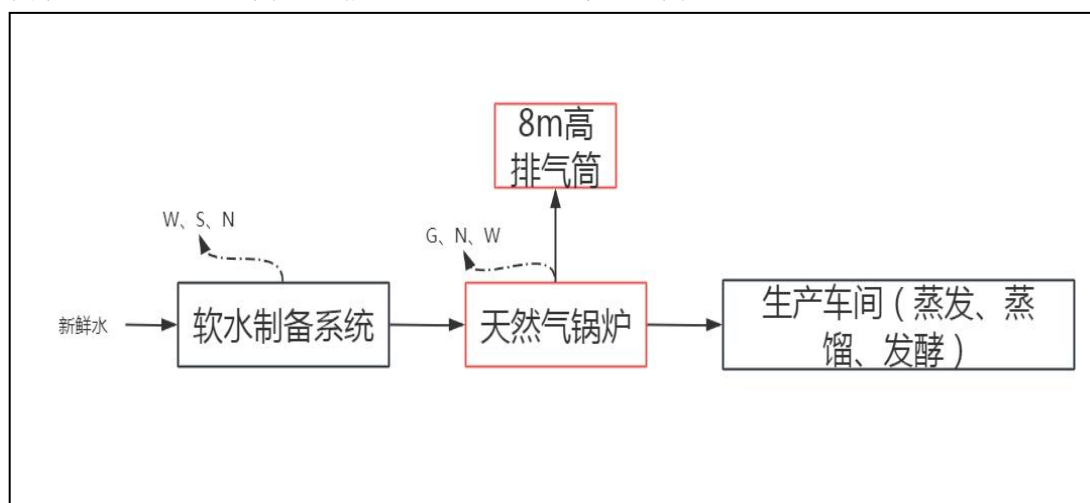 8m高
排气筒
W、S、N
G、N、W
新鲜水
软水制备系统
天然气锅炉
生产车间（蒸发、蒸
馏、发酵）